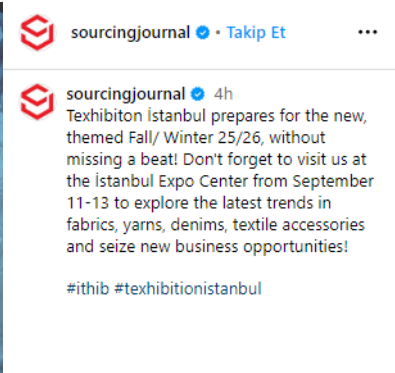 sourcingjournal • Takip Et
sourcingjournal 4h
Texhibiton İstanbul prepares for the new,
themed Fall/ Winter 25/26, without
missing a beat! Don't forget to visit us at
the İstanbul Expo Center from September
11-13 to explore the latest trends in
fabrics, yarns, denims, textile accessories
and seize new business opportunities!
#ithib #texhibitionistanbul